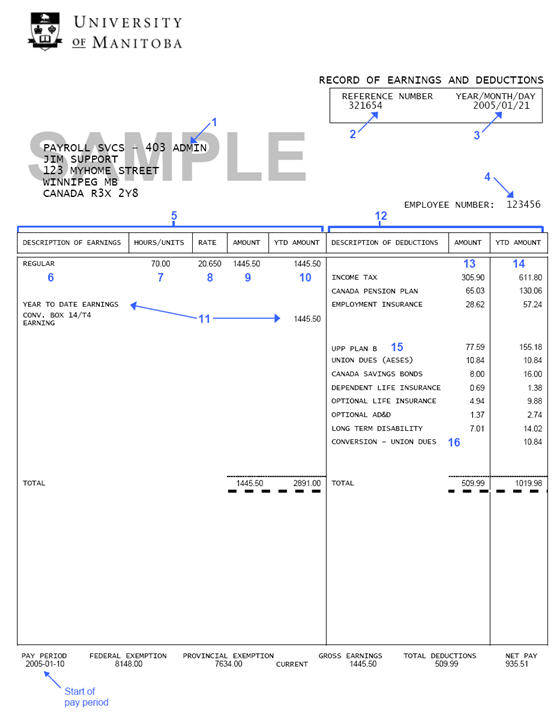 UNIVERSITY
OF MANITOBA
RECORD OF EARNINGS AND DEDUCTIONS
REFERENCE NUMBER YEAR/MONTH/DAY
321654 2005/01/21
1
2 3
SAMPLE
PAYROLL SVCS - 403 ADMIN
JIM SUPPORT
123 MYHOME STREET
WINNIPEG MB
CANADA R3X 2Y8
4
EMPLOYEE NUMBER: 123456
5 12
DESCRIPTION OF EARNINGS HOURS/UNITS RATE AMOUNT YTD AMOUNT DESCRIPTION OF DEDUCTIONS AMOUNT YTD AMOUNT
REGULAR 70.00 20.650 1445.50 1445.50 13 14
6 7 8 9 10 INCOME TAX 305.90 611.80
CANADA PENSION PLAN 65.03 130.06
YEAR TO DATE EARNINGS EMPLOYMENT INSURANCE 28.62 57.24
CONV. BOX 14/T4 11 1445.50
EARNING
UPP PLAN B 15 77.59 155.18
UNION DUES (AESES) 10.84 10.84
CANADA SAVINGS BONDS 8.00 16.00
DEPENDENT LIFE INSURANCE 0.69 1.38
OPTIONAL LIFE INSURANCE 4.94 9.88
OPTIONAL AD&D 1.37 2.74
LONG TERM DISABILITY 7.01 14.02
CONVERSION - UNION DUES 16 10.84
TOTAL 1445.50 2891.00 TOTAL 509.99 1019.98
PAY PERIOD FEDERAL EXEMPTION PROVINCIAL EXEMPTION GROSS EARNINGS TOTAL DEDUCTIONS NET PAY
2005-01-10 8148.00 7634.00 CURRENT 1445.50 509.99 935.51
Start of
pay period